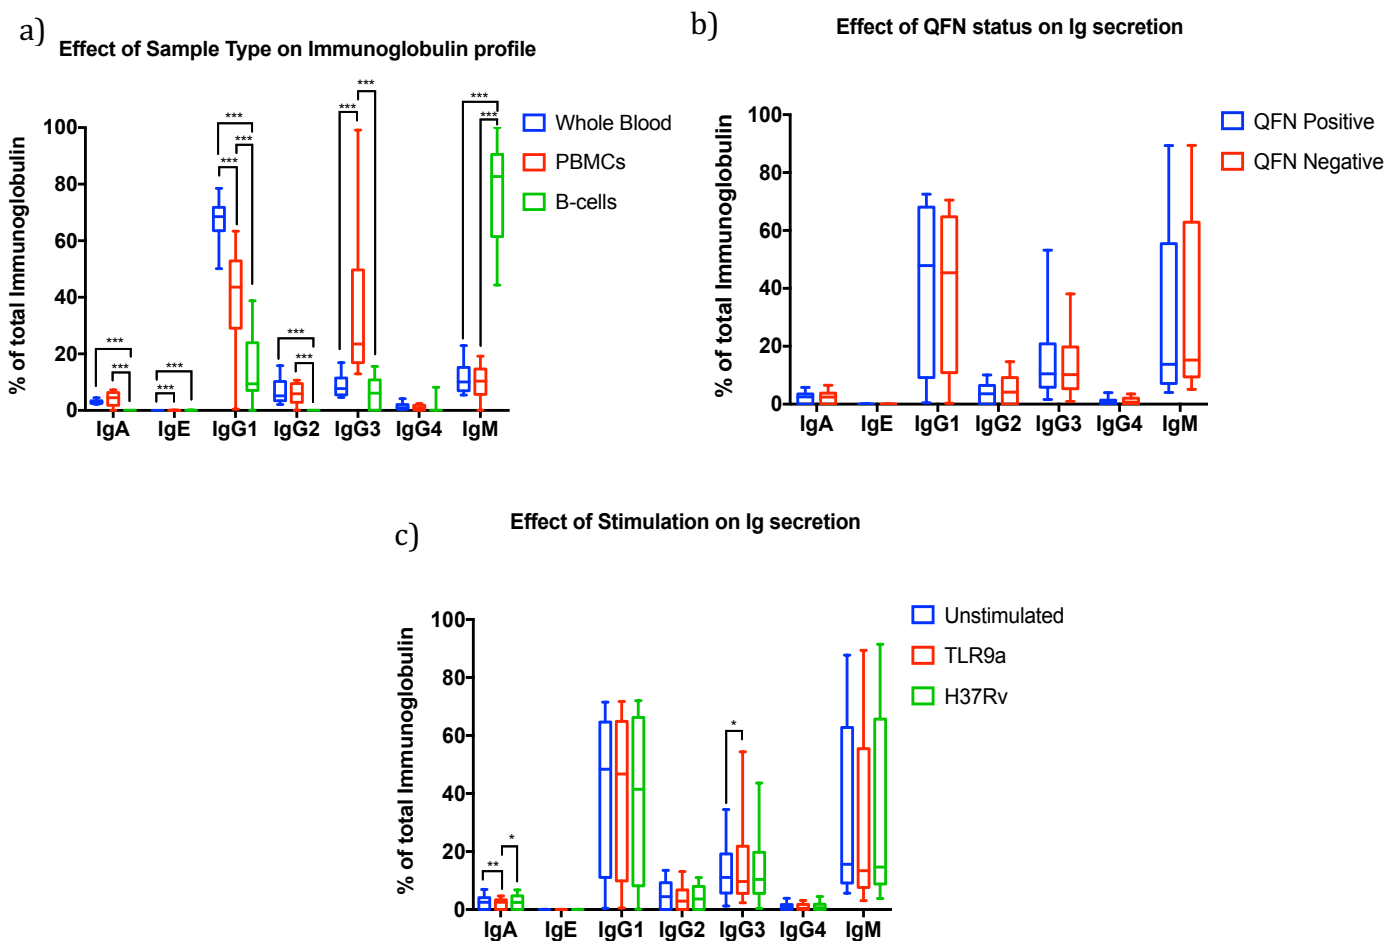 a)
Effect of Sample Type on Immunoglobulin profile
*** *** *** *** *** *** *** *** *** *** *** *** *** ***
% of total Immunoglobulin
100
80
60
40
20
0
IgA IgE IgG1 IgG2 IgG3 IgG4 IgM
Whole Blood
PBMCs
B-cells
b)
Effect of QFN status on Ig secretion
% of total Immunoglobulin
100
80
60
40
20
0
IgA IgE IgG1 IgG2 IgG3 IgG4 IgM
QFN Positive
QFN Negative
c)
Effect of Stimulation on Ig secretion
% of total Immunoglobulin
100
80
60
40
20
0
** * *
IgA IgE IgG1 IgG2 IgG3 IgG4 IgM
Unstimulated
TLR9a
H37Rv